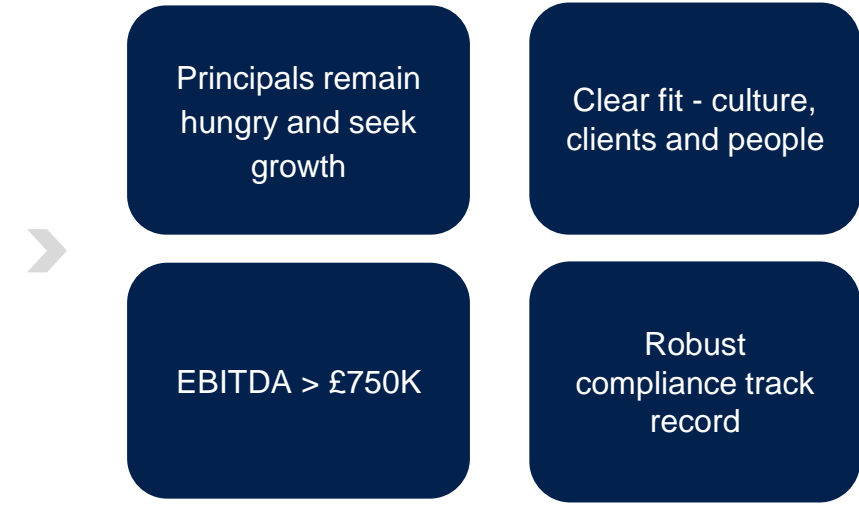 Principals remain
hungry and seek
growth
Clear fit - culture,
clients and people
EBITDA > £750K
Robust
compliance track
record